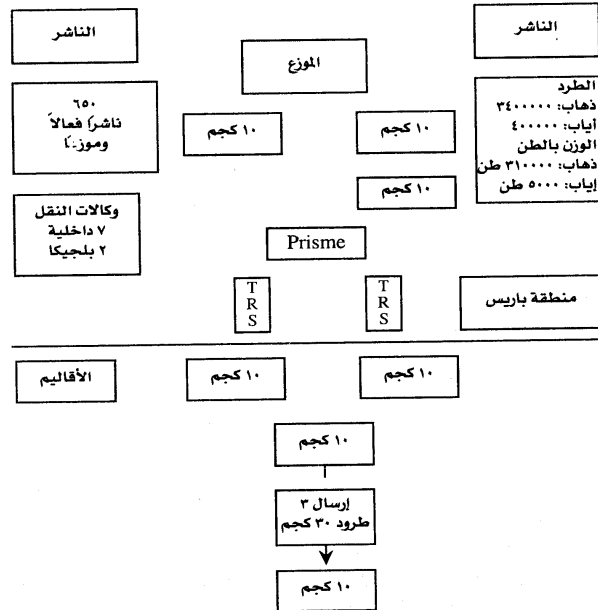 الناشر
الناشر
الموزع
الطرد
ذهاب: ٣٤٠٠٠٠٠
أياب: ٤٠٠٠٠٠
الوزن بالطن
ذهاب: ٣١٠٠٠٠ طن
إياب: ٥٠٠٠ طن
١٠ كجم
١٠ كجم
٦٥٠
ناشرًا فعالاً
١٠ كجم
وكالات النقل
٧ داخلية
٢ بلجيكا
Prisme
منطقة باريس
T
R
S
T
R
S
١٠ كجم
١٠ كجم
الأقاليم
١٠ كجم
إرسال ٣
طرود ٣٠ كجم
١٠ كجم